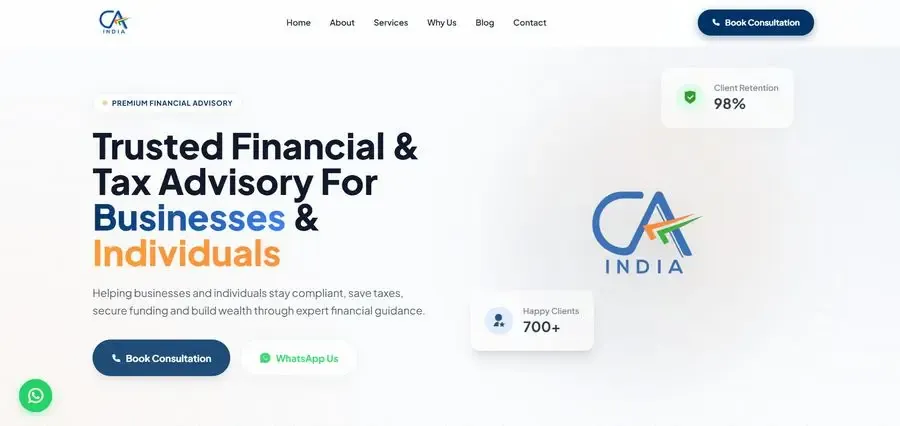 CA
INDIA
Home
About
Services
Why Us
Blog
Contact
Book Consultation
PREMIUM FINANCIAL ADVISORY
Trusted Financial &
Tax Advisory For
Businesses &
Individuals
Helping businesses and individuals stay compliant, save taxes,
secure funding and build wealth through expert financial guidance.
Book Consultation
WhatsApp Us
Client Retention
98%
CA
INDIA
Happy Clients
700+